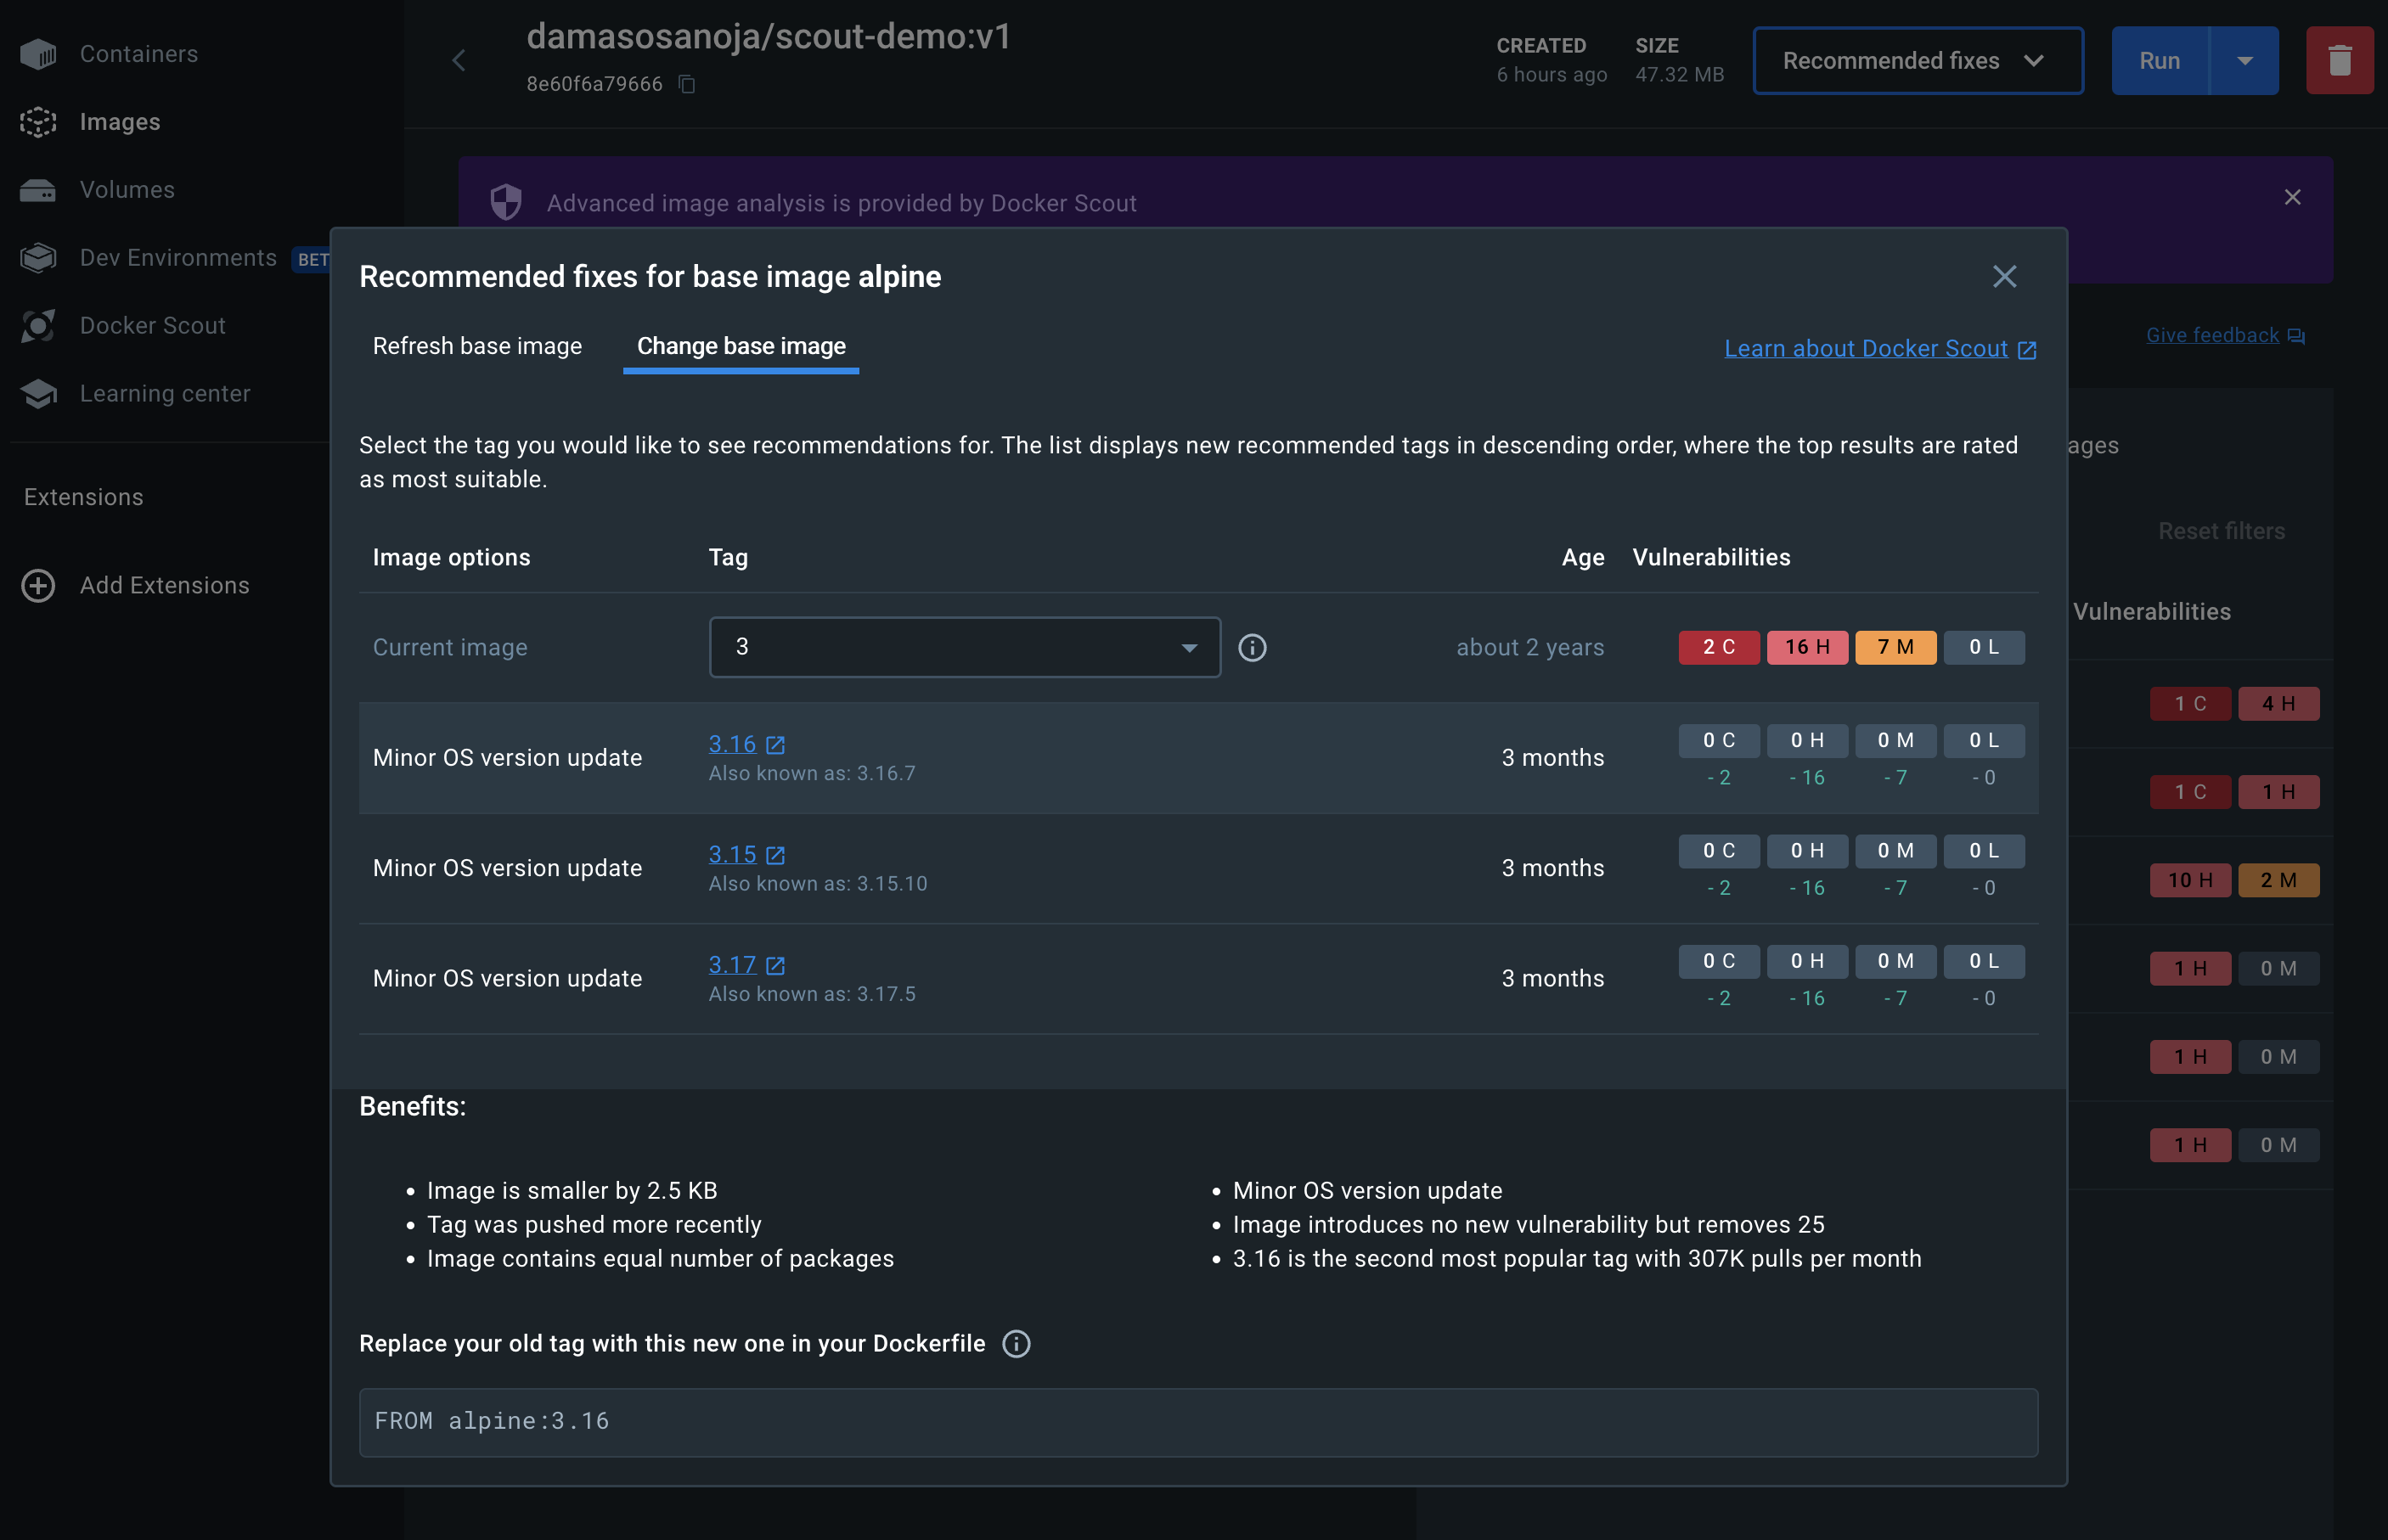 Containers
Images
Volumes
Dev Environments BET
Docker Scout
Learning center
Extensions
Add Extensions
damasosanoja/scout-demo:v1
8e60f6a79666
CREATED
6 hours ago
SIZE
47.32 MB
Recommended fixes
Run
Advanced image analysis is provided by Docker Scout
Give feedback
ages
Reset filters
Vulnerabilities
1 C 4 H
1 C 1 H
10 H 2 M
1 H 0 M
1 H 0 M
1 H 0 M
Recommended fixes for base image alpine
Refresh base image Change base image Learn about Docker Scout
Select the tag you would like to see recommendations for. The list displays new recommended tags in descending order, where the top results are rated
as most suitable.
Image options Tag Age Vulnerabilities
Current image 3 about 2 years 2 C 16 H 7 M 0 L
Minor OS version update 3.16 3 months 0 C 0 H 0 M 0 L
Also known as: 3.16.7 - 2 - 16 - 7 - 0
Minor OS version update 3.15 3 months 0 C 0 H 0 M 0 L
Also known as: 3.15.10 - 2 - 16 - 7 - 0
Minor OS version update 3.17 3 months 0 C 0 H 0 M 0 L
Also known as: 3.17.5 - 2 - 16 - 7 - 0
Benefits:
• Image is smaller by 2.5 KB
• Tag was pushed more recently
• Image contains equal number of packages
• Minor OS version update
• Image introduces no new vulnerability but removes 25
• 3.16 is the second most popular tag with 307K pulls per month
Replace your old tag with this new one in your Dockerfile
FROM alpine:3.16